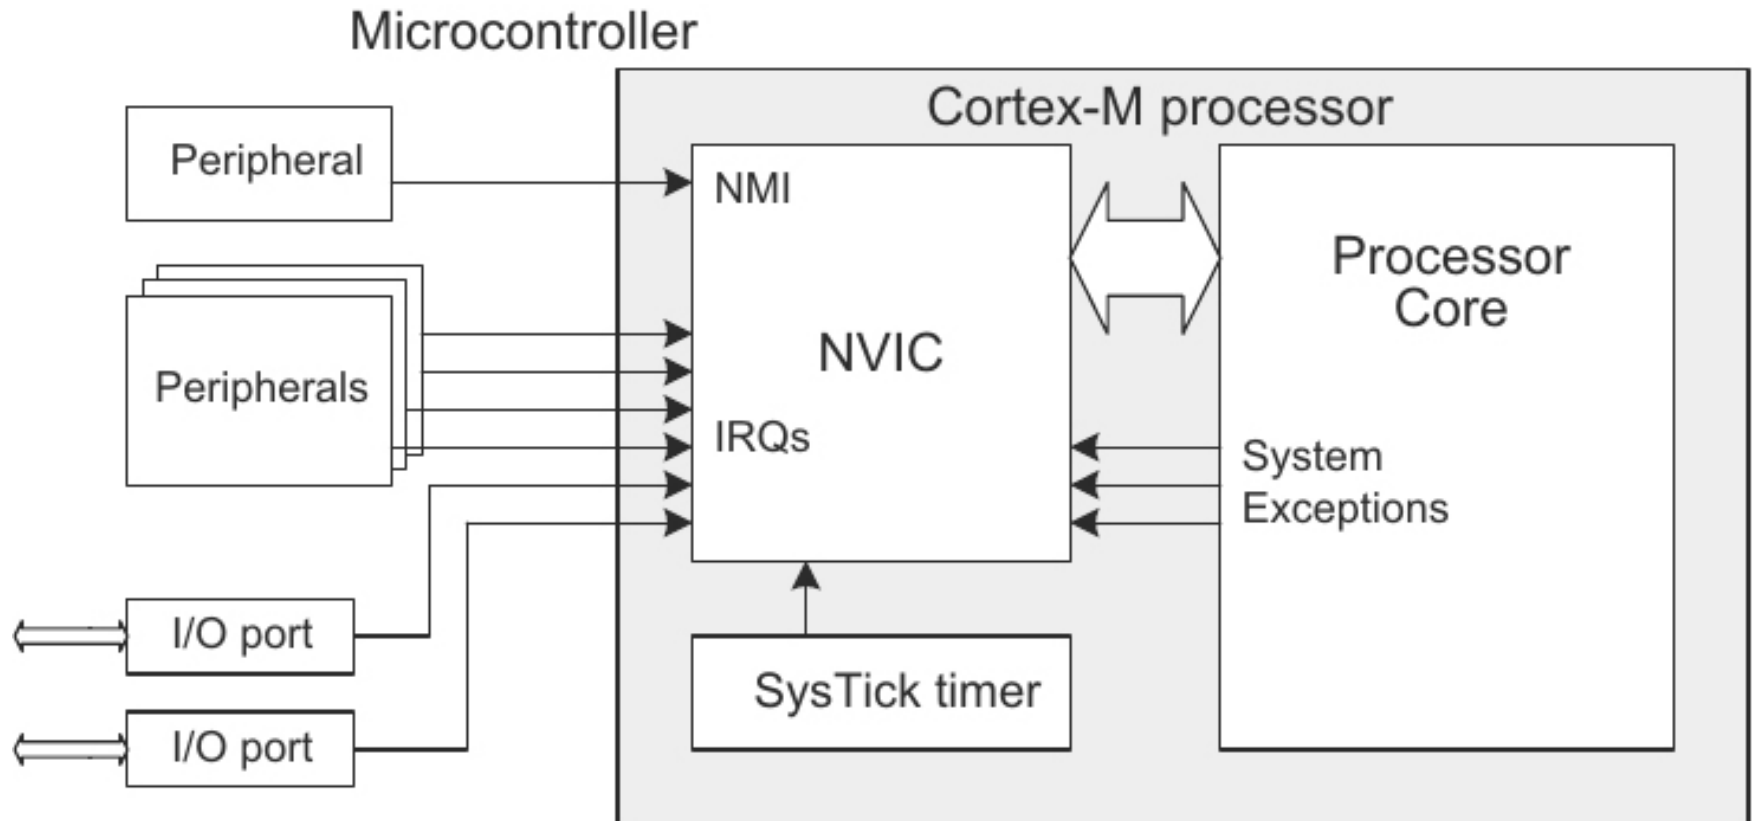 Microcontroller
Cortex-M processor
Peripheral
NMI
Processor
Core
NVIC
Peripherals
IRQs
System
Exceptions
I/O port
SysTick timer
I/O port